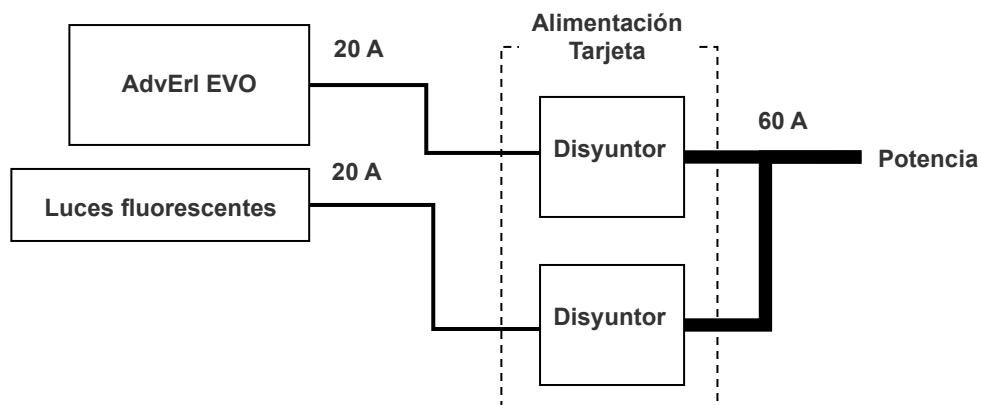 Alimentación
Tarjeta
20 A
AdvErl EVO
60 A
Disyuntor
Potencia
20 A
Luces fluorescentes
Disyuntor